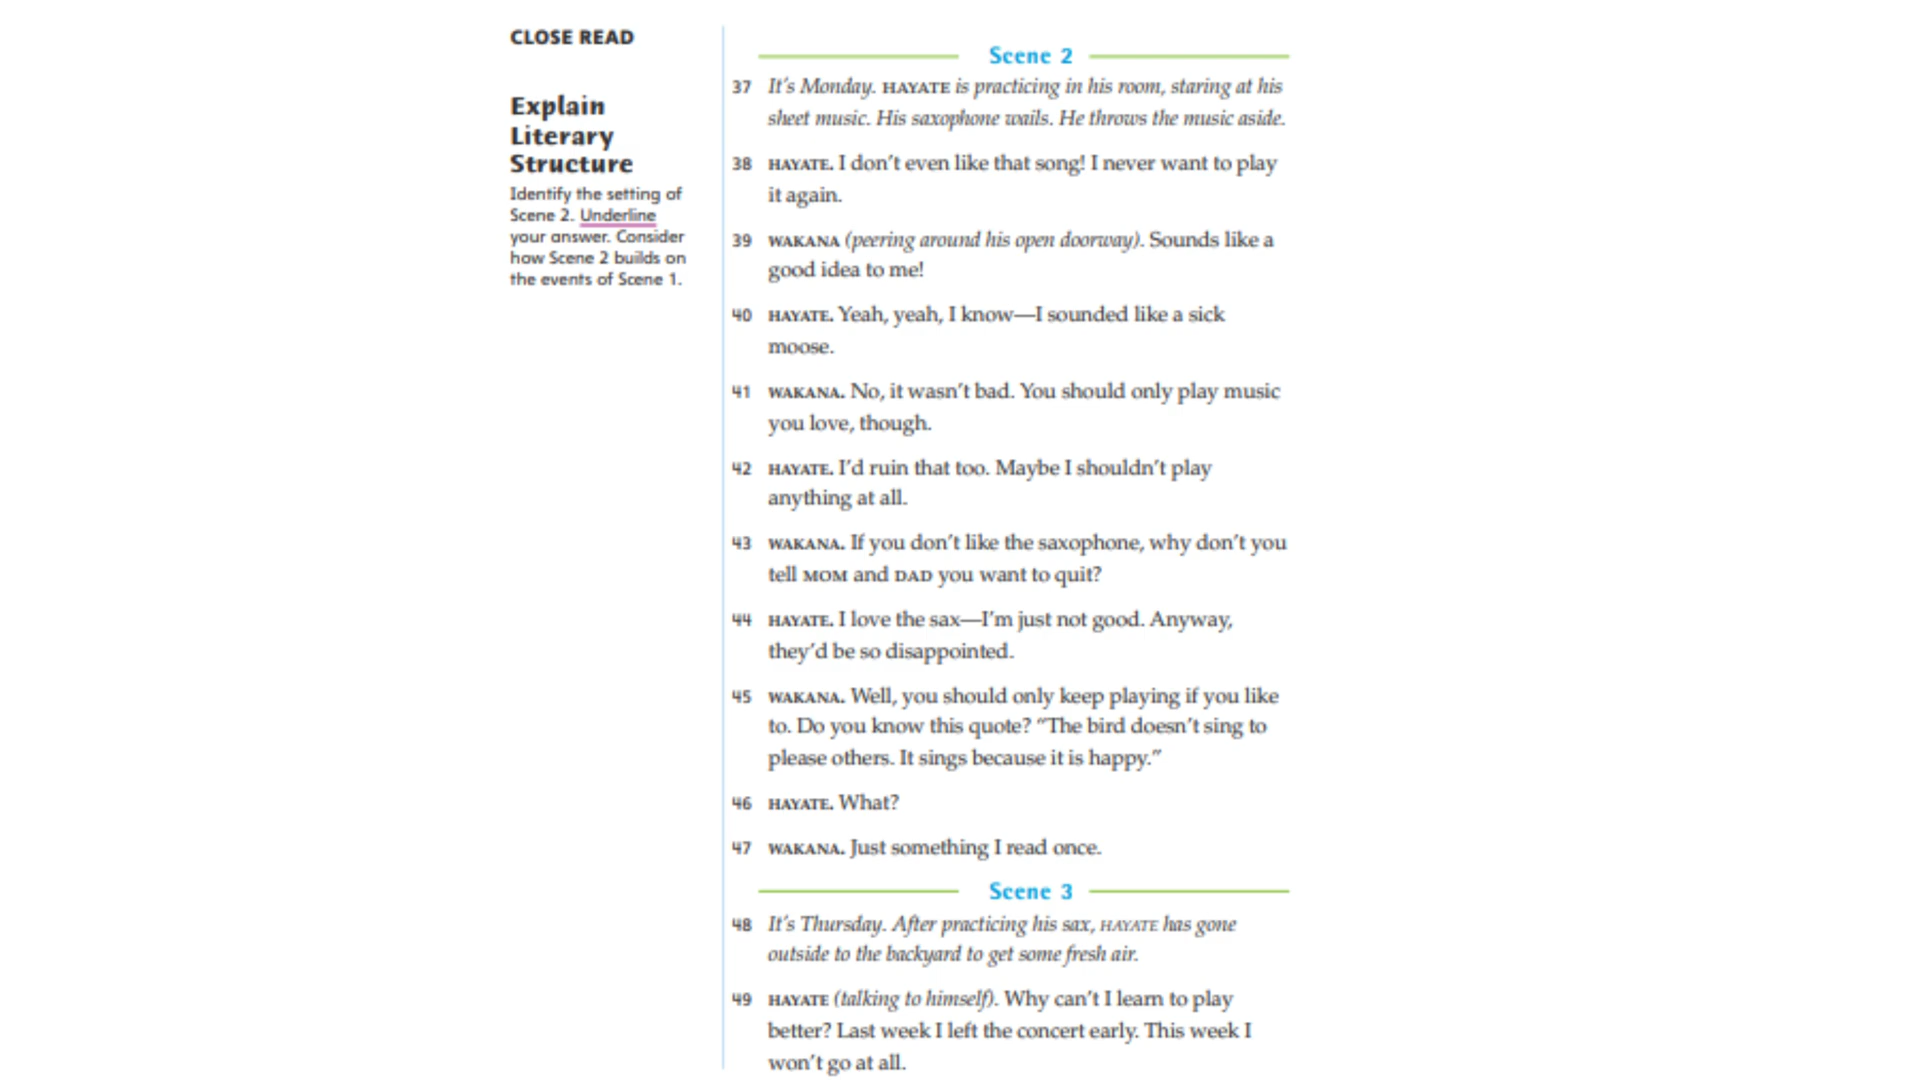 CLOSE READ
Explain
Literary
Structure
Identify the setting of
Scene 2. Underline
your answer. Consider
how Scene 2 builds on
the events of Scene 1.
Scene 2
37 It's Monday. HAYATE is practicing in his room, staring at his
sheet music. His saxophone wails. He throws the music aside.
38 HAYATE. I don't even like that song! I never want to play
it again.
39 WAKANA (peering around his open doorway). Sounds like a
good idea to me!
40 HAYATE. Yeah, yeah, I know—I sounded like a sick
moose.
41 WAKANA. No, it wasn't bad. You should only play music
you love, though.
42 HAYATE. I'd ruin that too. Maybe I shouldn't play
anything at all.
43 WAKANA. If you don't like the saxophone, why don't you
tell MOM and DAD you want to quit?
44 HAYATE. I love the sax—I'm just not good. Anyway,
they'd be so disappointed.
45 WAKANA. Well, you should only keep playing if you like
to. Do you know this quote? "The bird doesn't sing to
please others. It sings because it is happy."
46 HAYATE. What?
47 WAKANA. Just something I read once.
Scene 3
48 It's Thursday. After practicing his sax, HAYATE has gone
outside to the backyard to get some fresh air.
49 HAYATE (talking to himself). Why can't I learn to play
better? Last week I left the concert early. This week I
won't go at all.